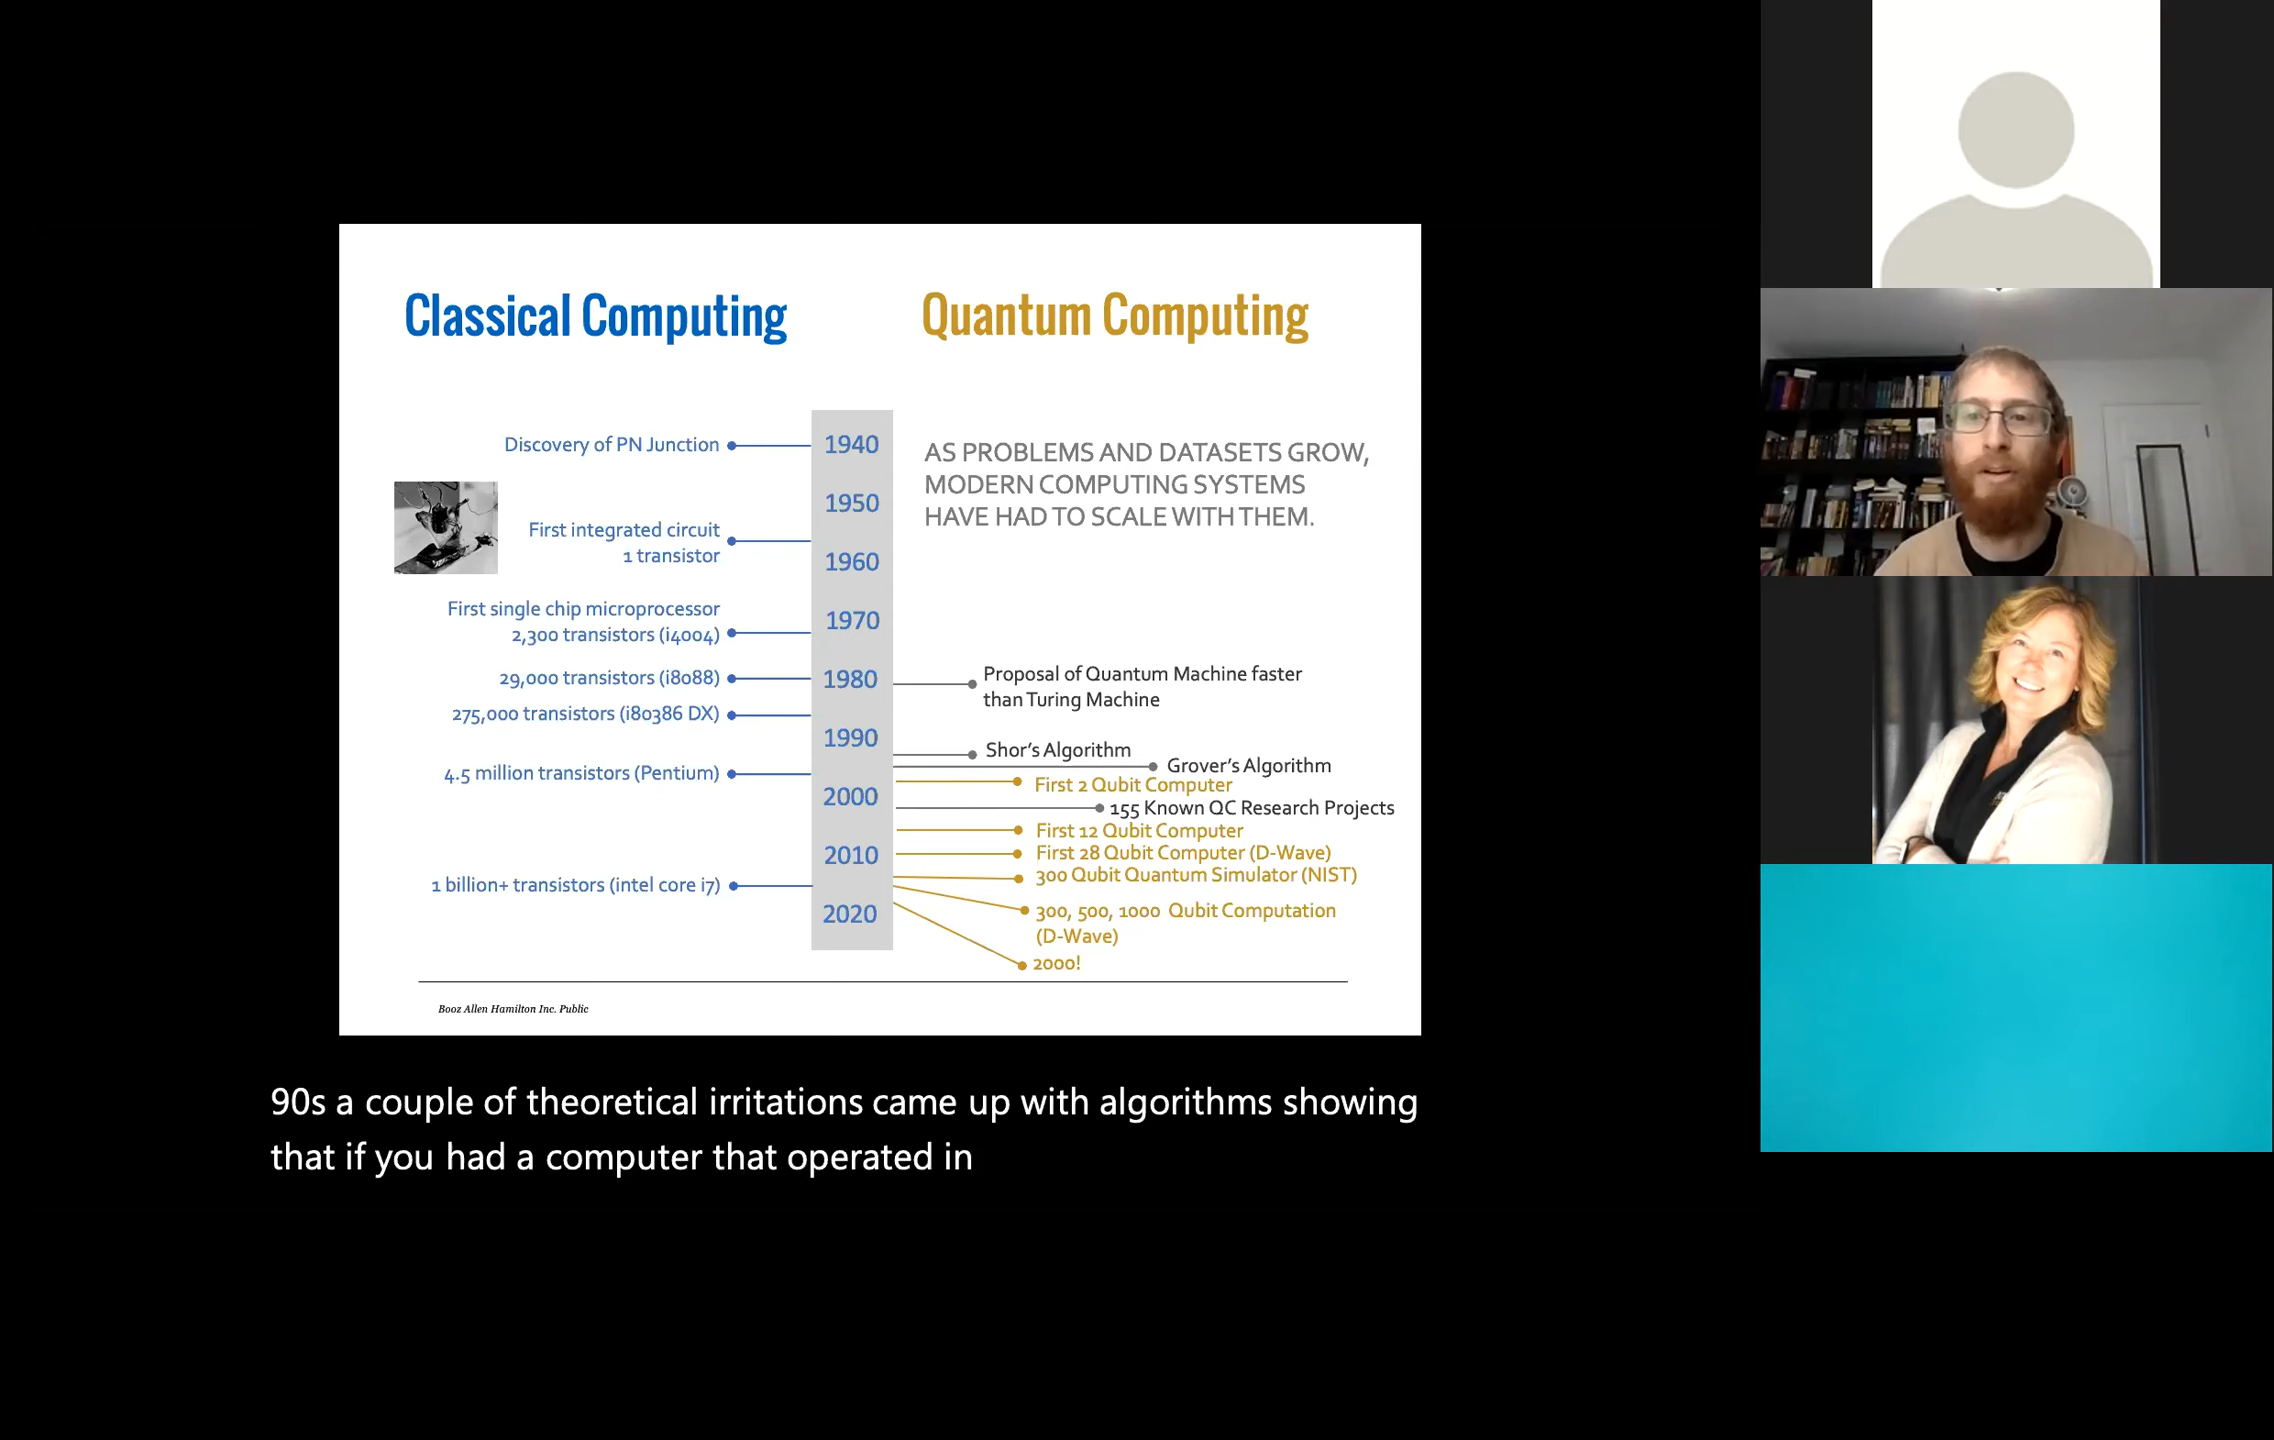 Classical Computing
Quantum Computing
1940
1950
1960
1970
1980
1990
2000
2010
2020
Discovery of PN Junction
First integrated circuit
1 transistor
First single chip microprocessor
2,300 transistors (i4004)
29,000 transistors (i8088)
275,000 transistors (i80386 DX)
4.5 million transistors (Pentium)
1 billion+ transistors (intel core i7)
AS PROBLEMS AND DATASETS GROW,
MODERN COMPUTING SYSTEMS
HAVE HAD TO SCALE WITH THEM.
Proposal of Quantum Machine faster
than Turing Machine
Shor's Algorithm
Grover's Algorithm
First 2 Qubit Computer
155 Known QC Research Projects
First 12 Qubit Computer
First 28 Qubit Computer (D-Wave)
300 Qubit Quantum Simulator (NIST)
300, 500, 1000 Qubit Computation
(D-Wave)
2000!
Booz Allen Hamilton Inc. Public
90s a couple of theoretical irritations came up with algorithms showing
that if you had a computer that operated in